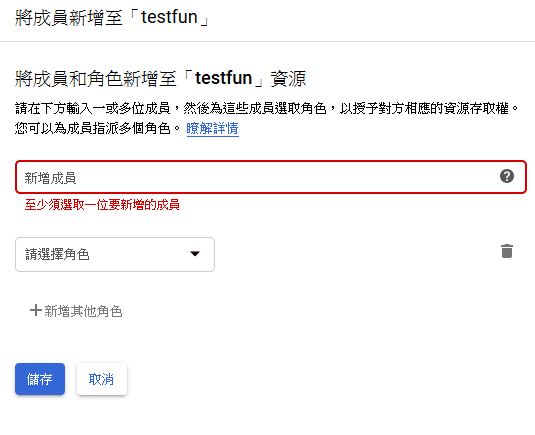 將成員新增至「testfun」
將成員和角色新增至「testfun」資源
請在下方輸入一或多位成員，然後為這些成員選取角色，以授予對方相應的資源存取權。
您可以為成員指派多個角色。 瞭解詳情
新增成員
至少須選取一位要新增的成員
請選擇角色
新增其他角色
儲存 取消